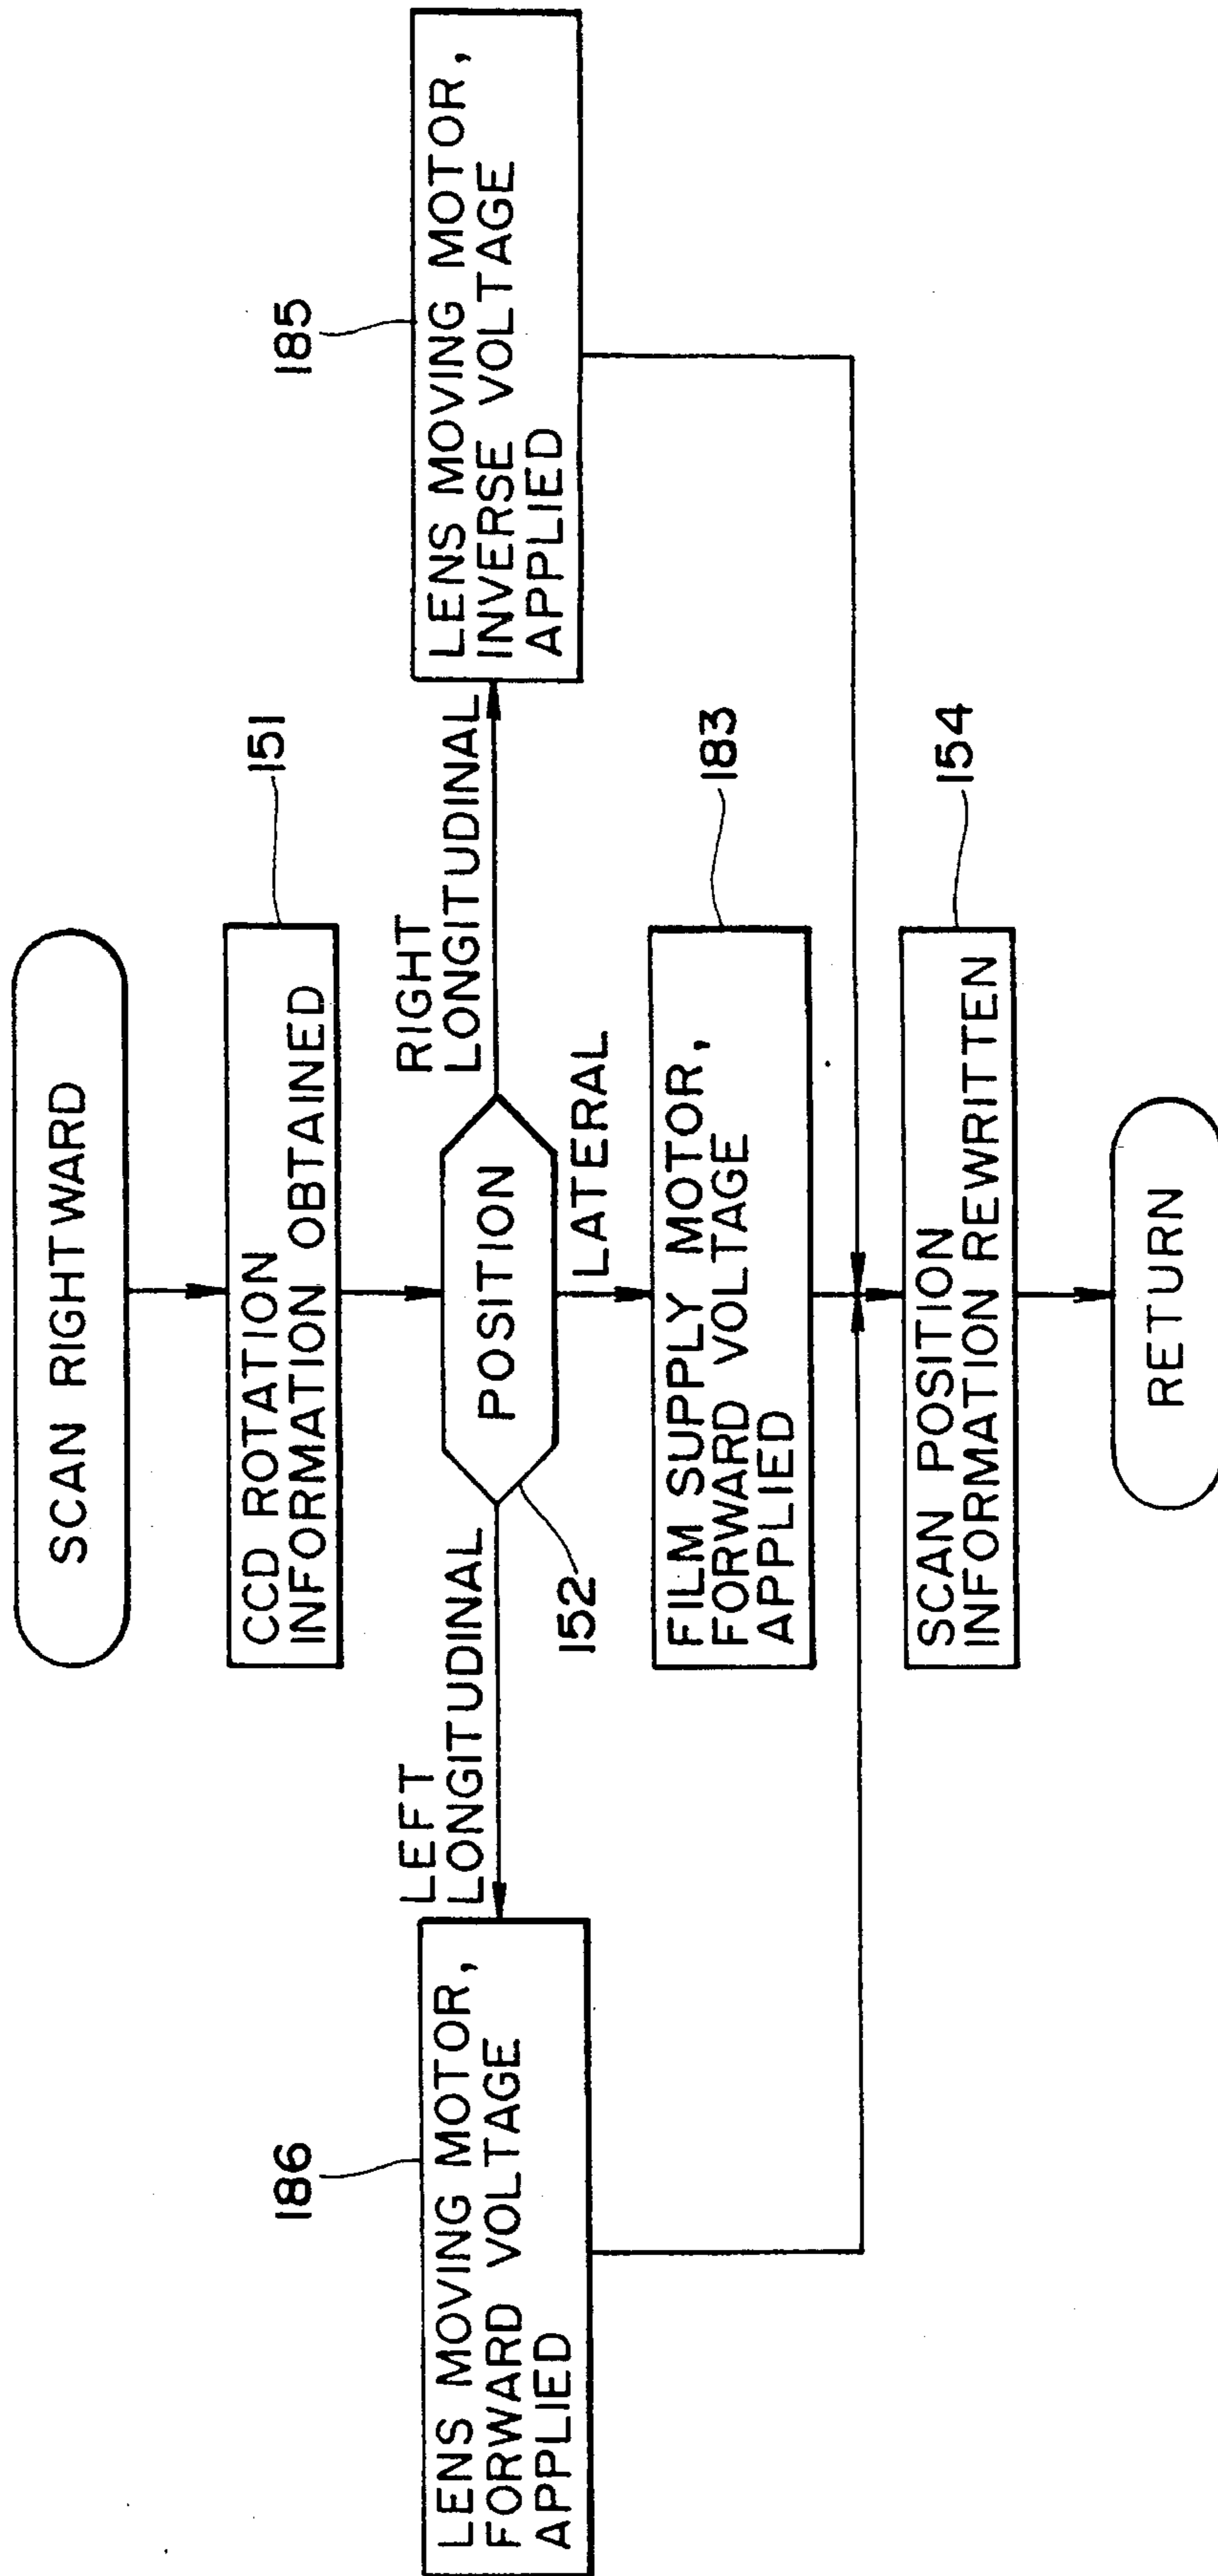 SCAN RIGHTWARD
151
CCD ROTATION
INFORMATION OBTAINED
POSITION
152
LEFT
LONGITUDINAL
RIGHT
LONGITUDINAL
LATERAL
186
LENS MOVING MOTOR,
FORWARD VOLTAGE
APPLIED
185
LENS MOVING MOTOR,
INVERSE VOLTAGE
APPLIED
183
FILM SUPPLY MOTOR,
FORWARD VOLTAGE
APPLIED
154
SCAN POSITION
INFORMATION REWRITTEN
RETURN